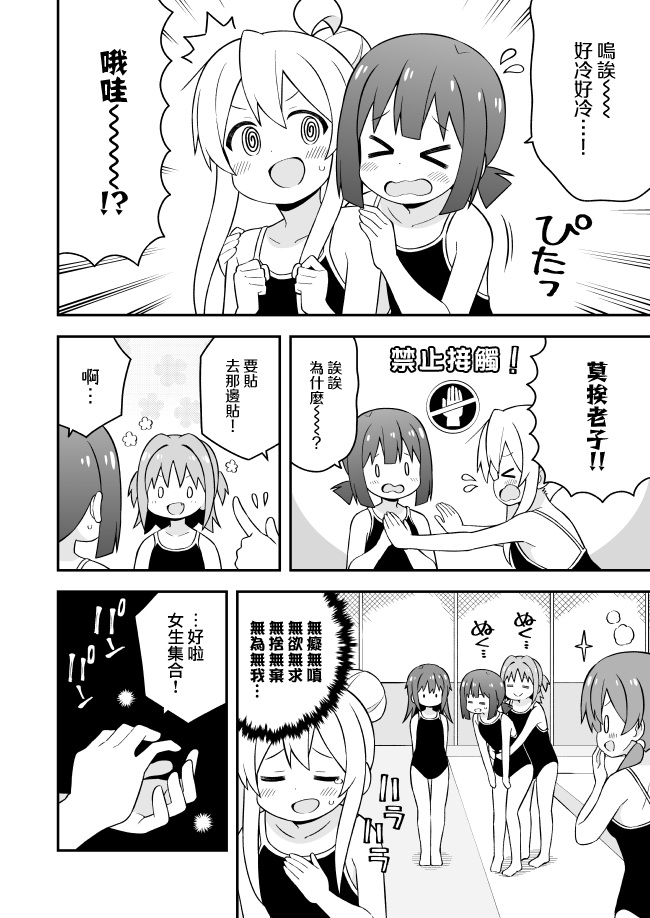 嗚誒~~~
好冷好冷…！
哦哇~~~~~!?
ぴたっ
莫挨老子!!
禁止接觸！
誒誒
為什麼~~~?
要貼
去那邊貼！
啊…
ぬく…
ぬく…
無癡無嗔
無欲無求
無捨無棄
無為無我…
ハラ
ハラ
…好啦
女生集合！
パン
パン